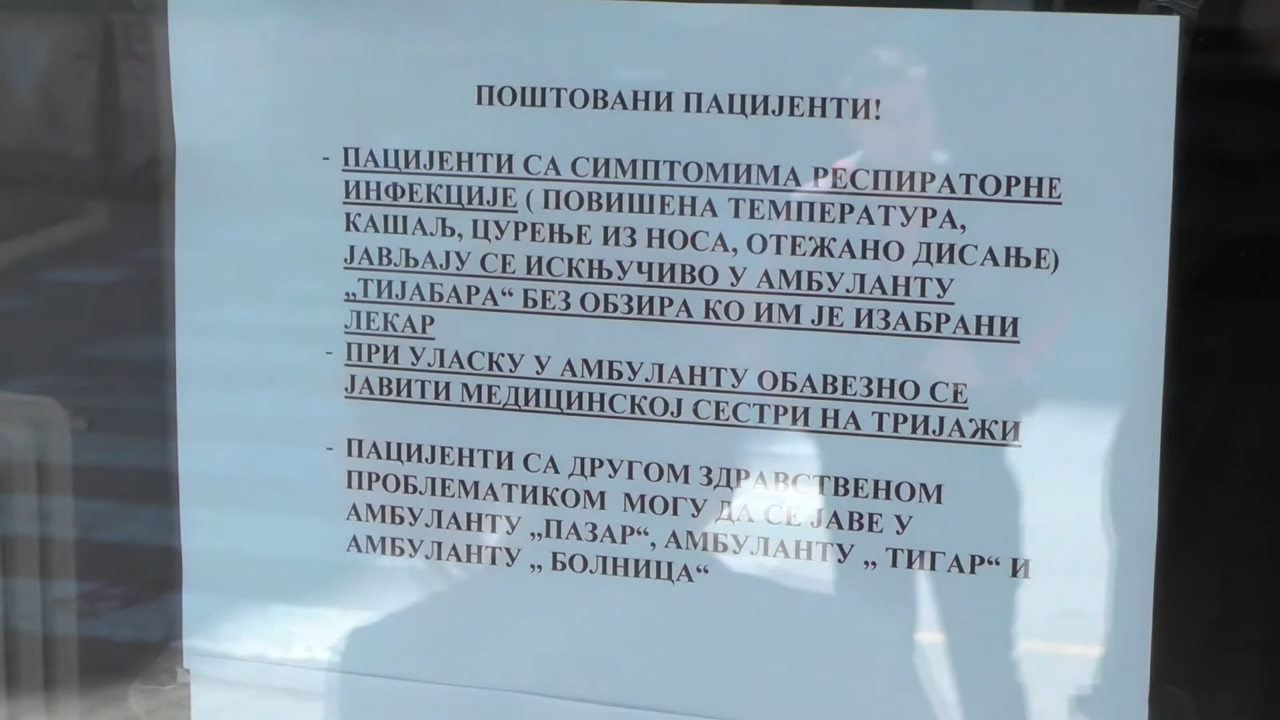 ПОШТОВАНИ ПАЦИЈЕНТИ!
- ПАЦИЈЕНТИ СА СИМПТОМИМА РЕСПИРАТОРНЕ
ИНФЕКЦИЈЕ ( ПОВИШЕНА ТЕМПЕРАТУРА,
КАШАЉ, ЦУРЕЊЕ ИЗ НОСА, ОТЕЖАНО ДИСАЊЕ)
ЈАВЉАЈУ СЕ ИСКЊУЧИВО У АМБУЛАНТУ
„ТИЈАБАРА“ БЕЗ ОБЗИРА КО ИМ ЈЕ ИЗАБРАНИ
ЛЕКАР
- ПРИ УЛАСКУ У АМБУЛАНТУ ОБАВЕЗНО СЕ
ЈАВИТИ МЕДИЦИНСКОЈ СЕСТРИ НА ТРИЈАЖИ
- ПАЦИЈЕНТИ СА ДРУГОМ ЗДРАВСТВЕНОМ
ПРОБЛЕМАТИКОМ МОГУ ДА СЕ ЈАВЕ У
АМБУЛАНТУ „ПАЗАР“, АМБУЛАНТУ „ ТИГАР“ И
АМБУЛАНТУ „ БОЛНИЦА“